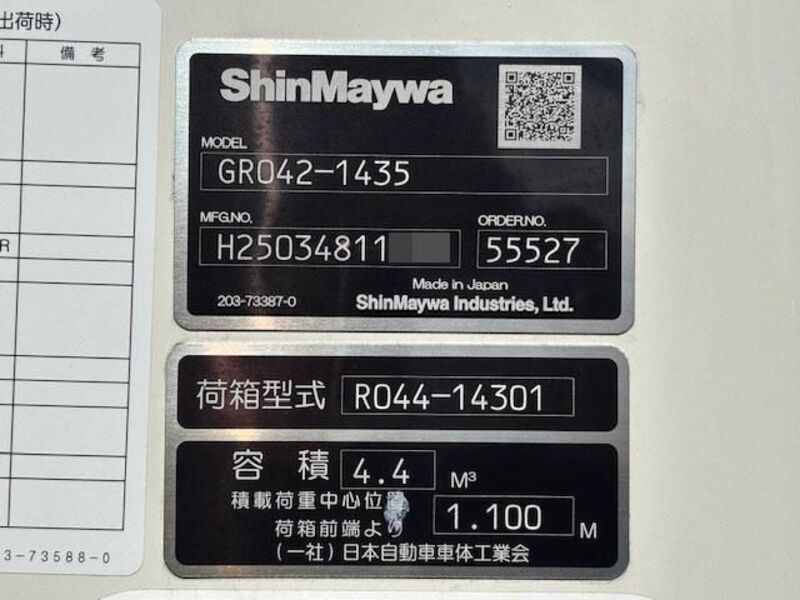 出荷時)
備考
R
3-73588-0
ShinMaywa
MODEL
GR042-1435
MFG.NO. ORDER.NO.
H25034811 55527
Made in Japan
203-73387-0 ShinMaywa Industries, Ltd.
荷箱型式 R044-14301
容積 4.4 M³
積載荷重中心位置
荷箱前端より 1.100 M
(一社)日本自動車車体工業会